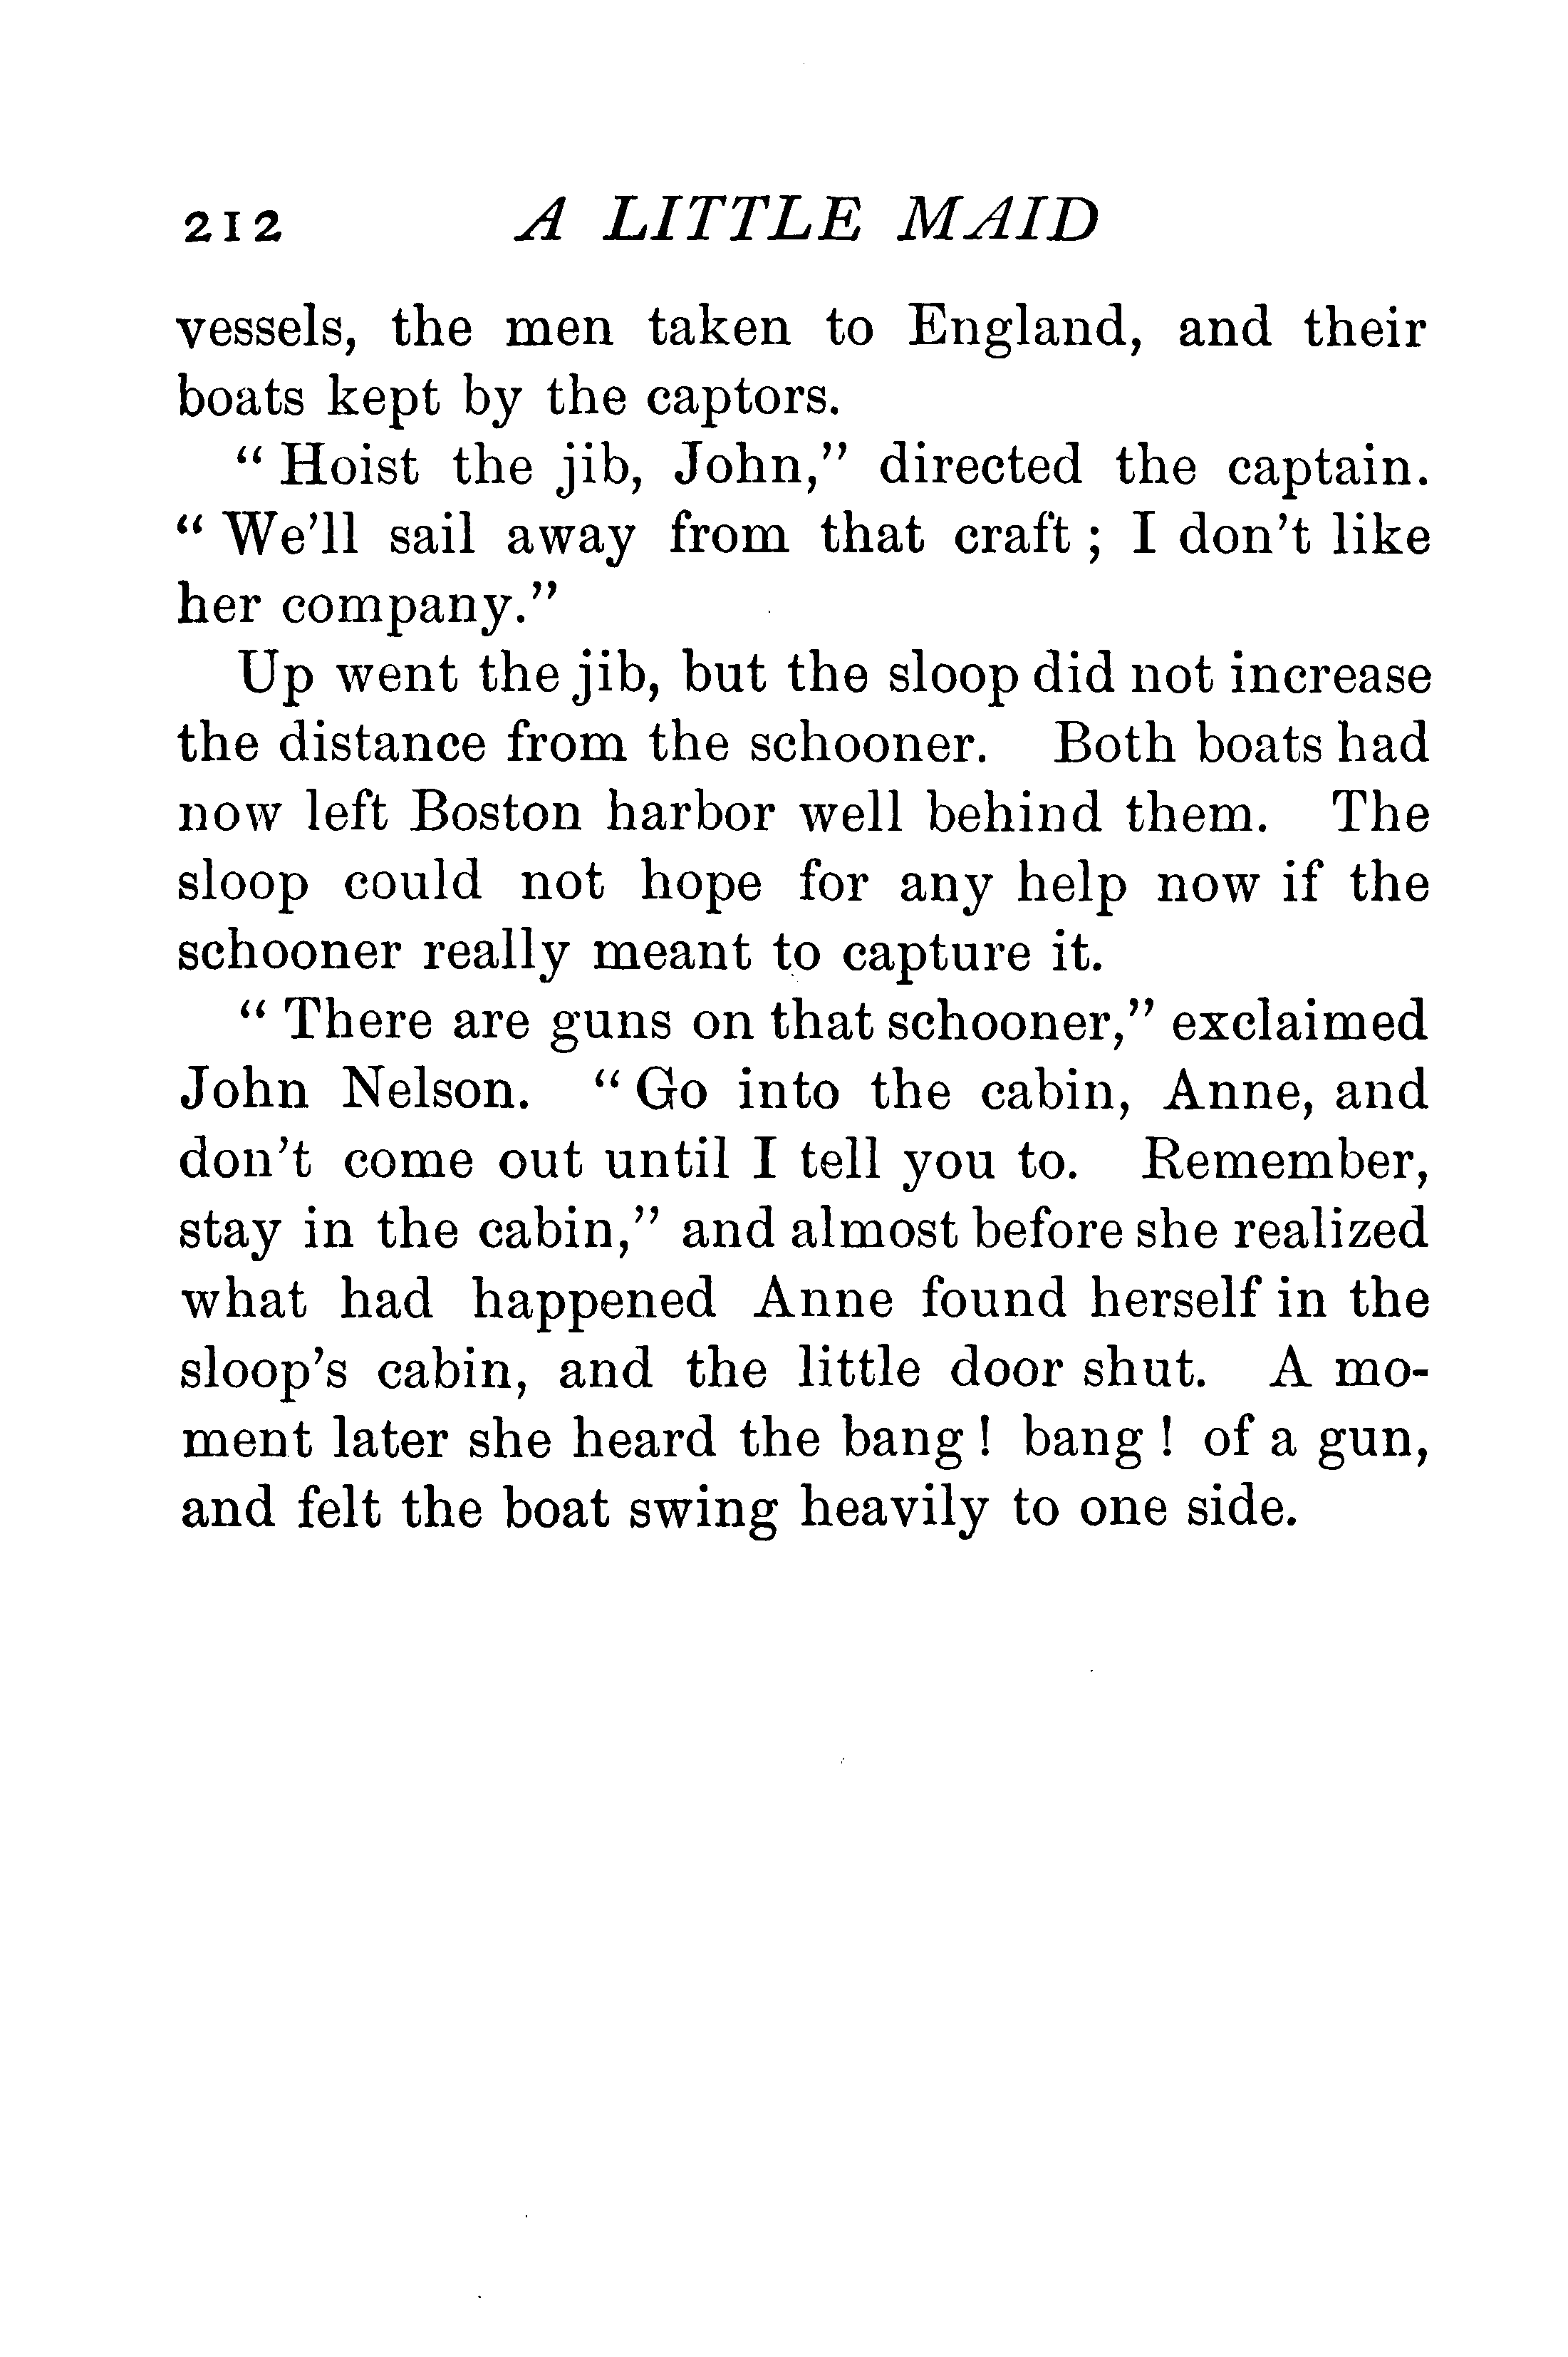 212 A LITTLE MAID
vessels, the men taken to England, and their
boats kept by the captors.
“ Hoist the jib, John,” directed the captain.
“ We’ll sail away from that craft ; I don’t like
her company.”
Up went the jib, but the sloop did not increase
the distance from the schooner. Both boats had
now left Boston harbor well behind them. The
sloop could not hope for any help now if the
schooner really meant to capture it.
“ There are guns on that schooner,” exclaimed
John Nelson. “ Go into the cabin, Anne, and
don’t come out until I tell you to. Remember,
stay in the cabin,” and almost before she realized
what had happened Anne found herself in the
sloop’s cabin, and the little door shut. A mo-
ment later she heard the bang ! bang ! of a gun,
and felt the boat swing heavily to one side.